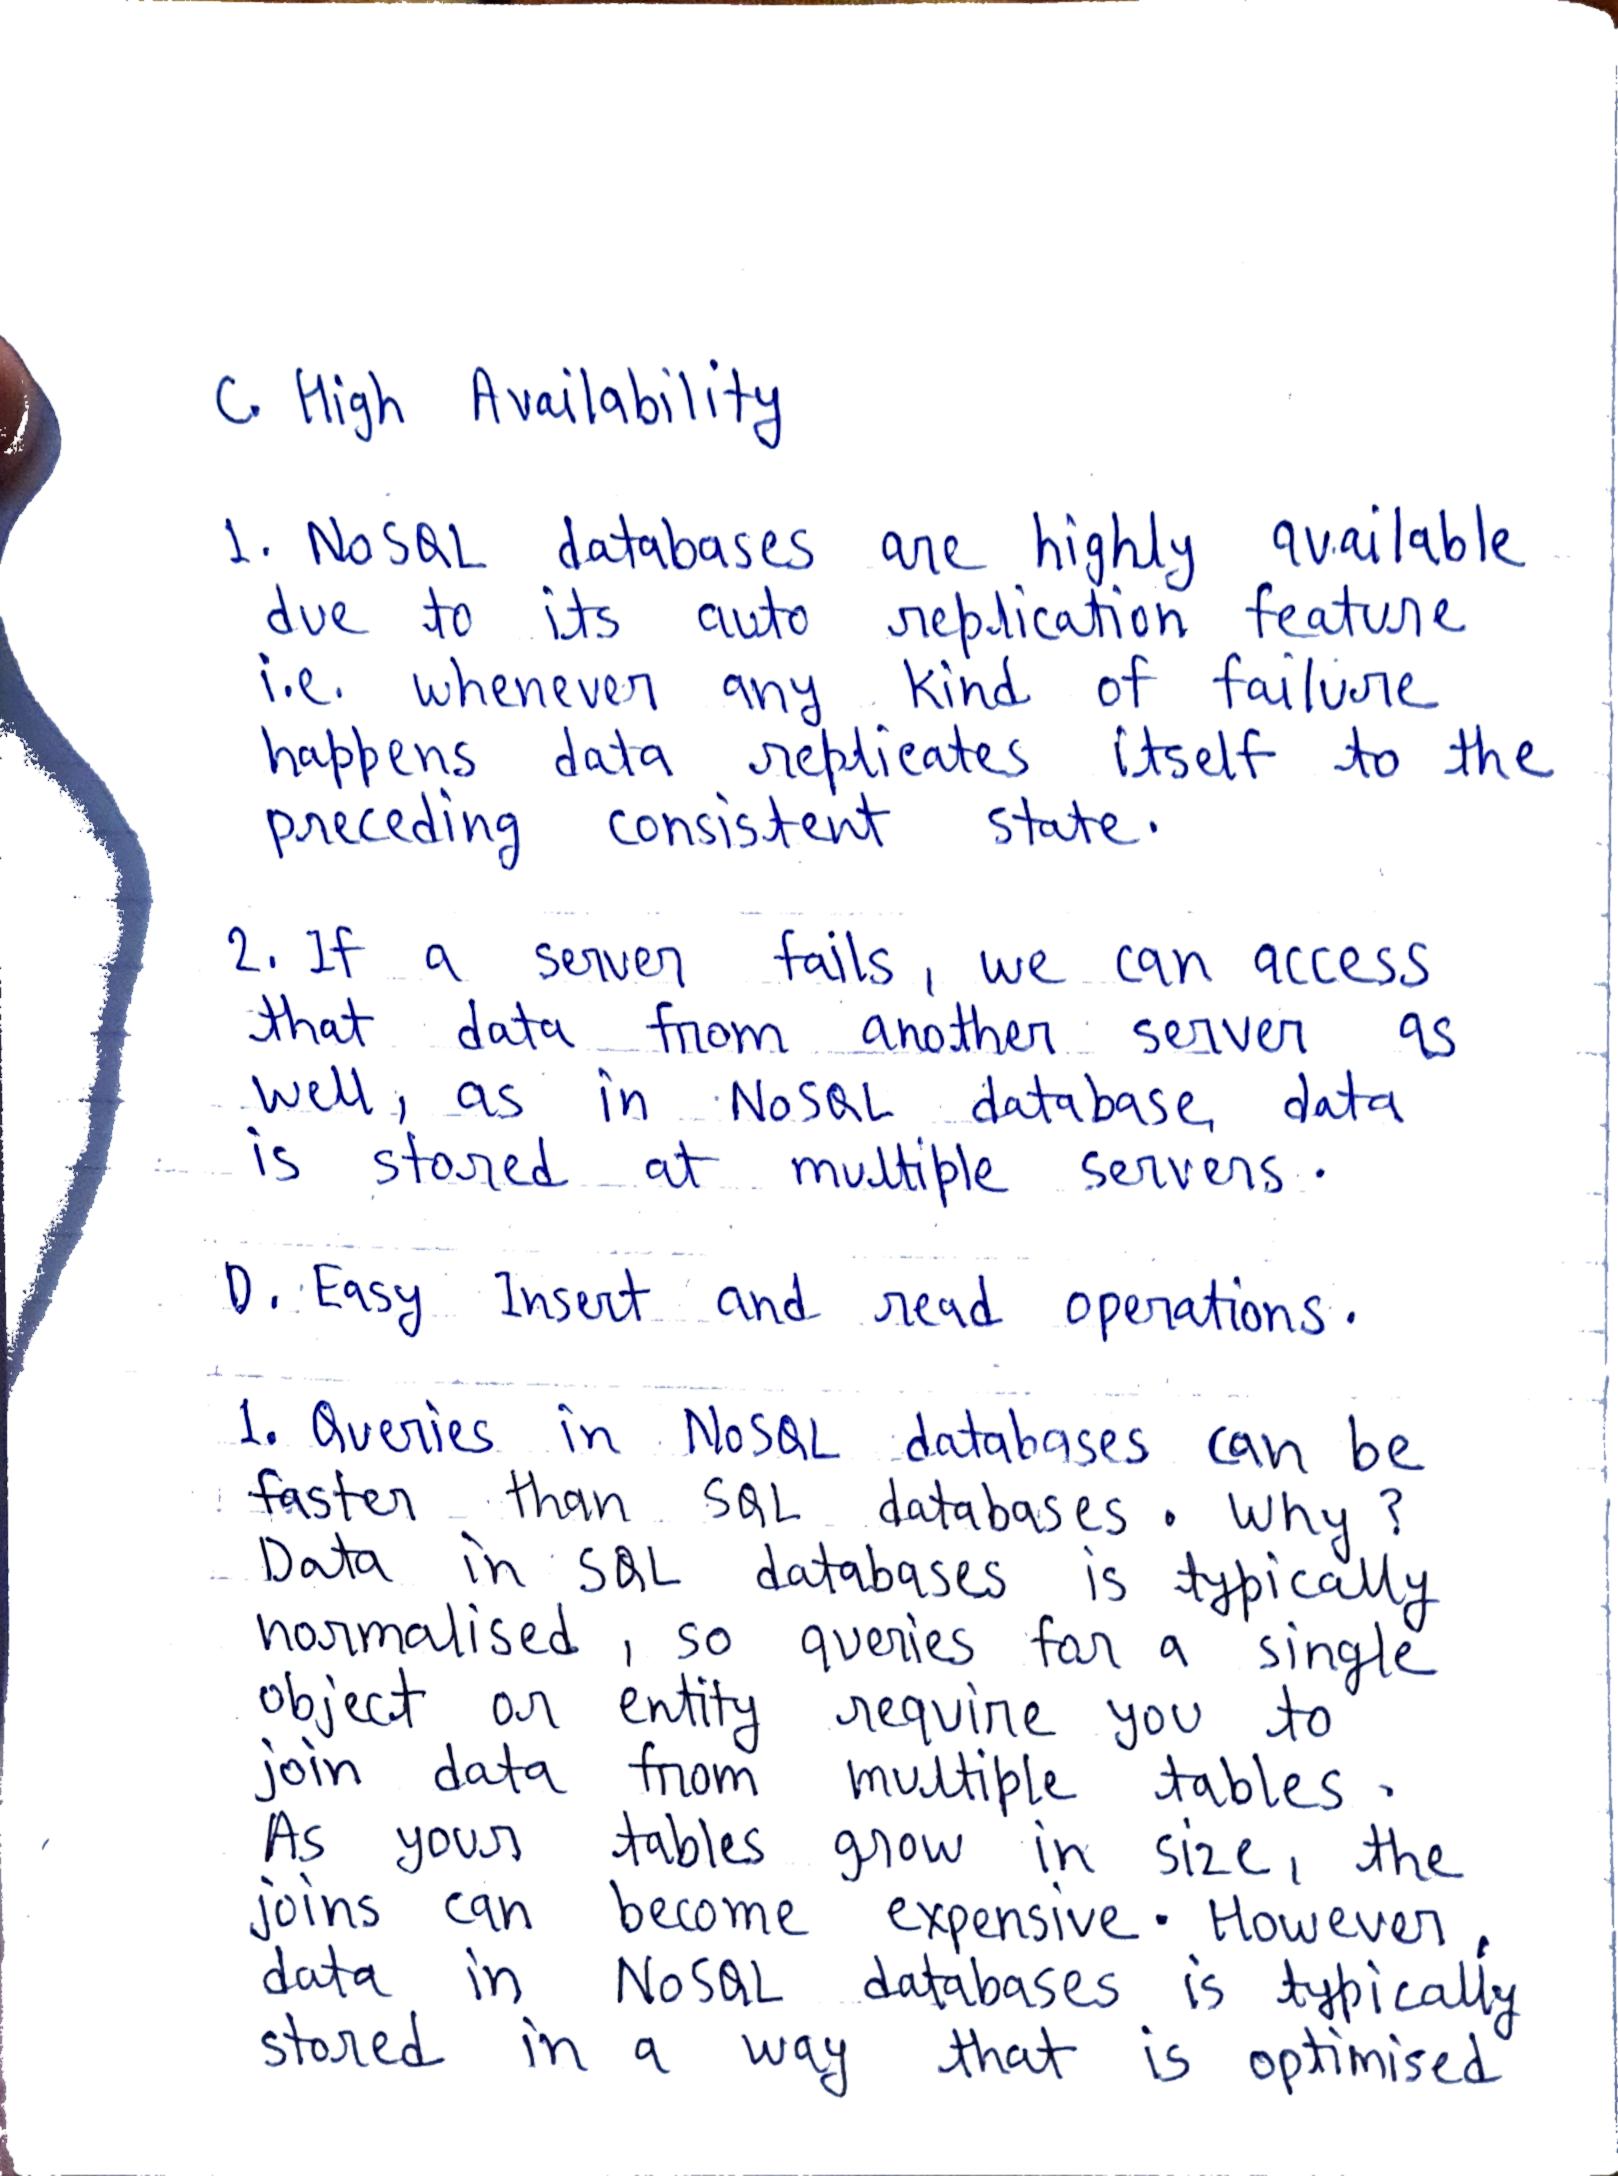 C. High Availability
1. NoSQL databases are highly available
due to its auto replication feature
i.e. whenever any kind of failure
happens data replicates itself to the
preceding consistent state.
2. If a server fails, we can access
that data from another server as
well, as in NoSQL database, data
is stored at multiple servers.
D. Easy Insert and read operations.
1. Queries in NoSQL databases can be
faster than SQL databases. Why?
Data in SQL databases is typically
normalised, so queries for a single
object or entity require you to
join data from multiple tables.
As your tables grow in size, the
joins can become expensive. However,
data in NoSQL databases is typically
stored in a way that is optimised